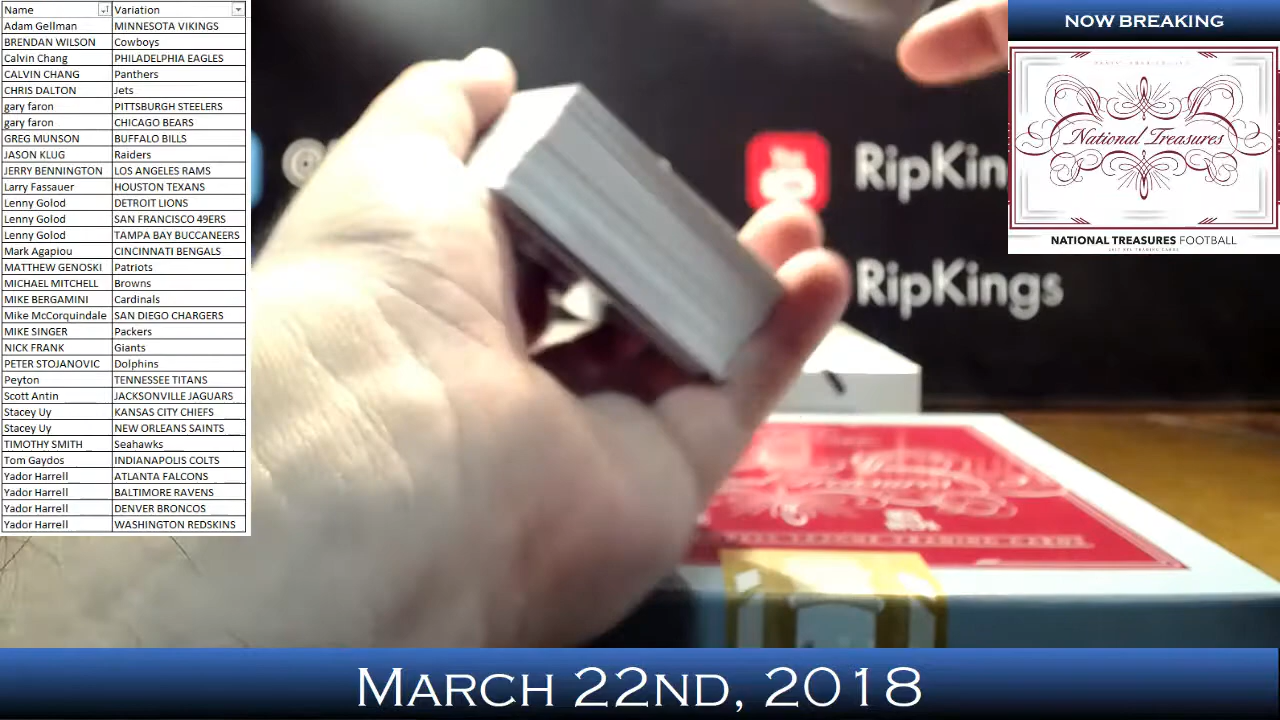 Name Variation
Adam Gellman MINNESOTA VIKINGS
BRENDAN WILSON Cowboys
Calvin Chang PHILADELPHIA EAGLES
CALVIN CHANG Panthers
CHRIS DALTON Jets
gary faron PITTSBURGH STEELERS
gary faron CHICAGO BEARS
GREG MUNSON BUFFALO BILLS
JASON KLUG Raiders
JERRY BENNINGTON LOS ANGELES RAMS
Larry Fassauer HOUSTON TEXANS
Lenny Golod DETROIT LIONS
Lenny Golod SAN FRANCISCO 49ERS
Lenny Golod TAMPA BAY BUCCANEERS
Mark Agapiou CINCINNATI BENGALS
MATTHEW GENOSKI Patriots
MICHAEL MITCHELL Browns
MIKE BERGAMINI Cardinals
Mike McCorquindale SAN DIEGO CHARGERS
MIKE SINGER Packers
NICK FRANK Giants
PETER STOJANOVIC Dolphins
Peyton TENNESSEE TITANS
Scott Antin JACKSONVILLE JAGUARS
Stacey Uy KANSAS CITY CHIEFS
Stacey Uy NEW ORLEANS SAINTS
TIMOTHY SMITH Seahawks
Tom Gaydos INDIANAPOLIS COLTS
Yador Harrell ATLANTA FALCONS
Yador Harrell BALTIMORE RAVENS
Yador Harrell DENVER BRONCOS
Yador Harrell WASHINGTON REDSKINS
@
RipKin
RipKings
NOW BREAKING
National Treasures
NATIONAL TREASURES FOOTBALL
TRADING CARDS
MARCH 22ND, 2018